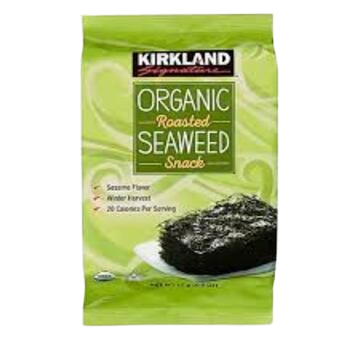 KIRKLAND
Signature
ORGANIC
Roasted
SEAWEED
Snack
Sesame Flavor
Winter Harvest
20 Calories Per Serving